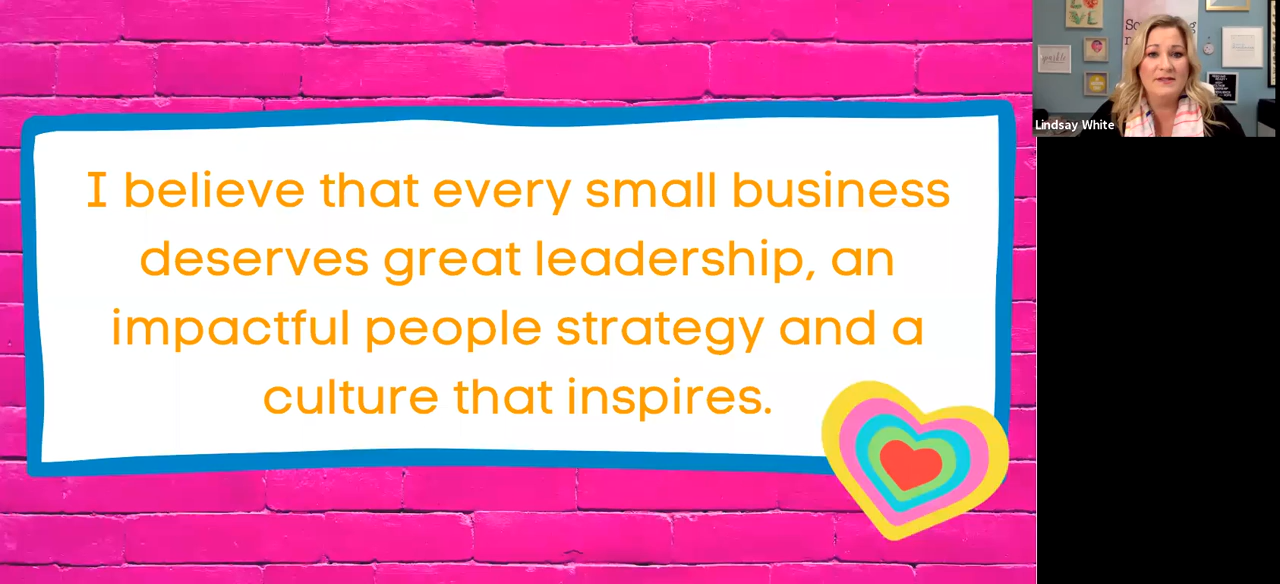 I believe that every small business
deserves great leadership, an
impactful people strategy and a
culture that inspires.
Lindsay White